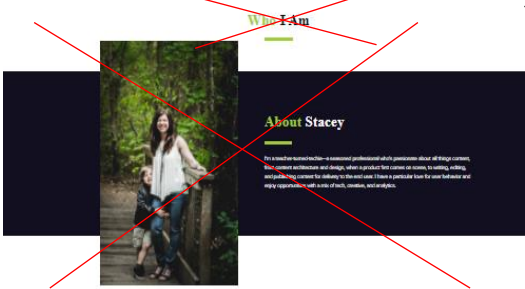 Who I Am
About Stacey
I'm a teacher-turned-techie—a seasoned professional who's passionate about all things content,
from content architecture and design, when a product first comes on scene, to writing, editing,
and publishing content for delivery to the end user. I have a particular love for user behavior and
enjoy opportunities with a mix of tech, creative, and analytics.